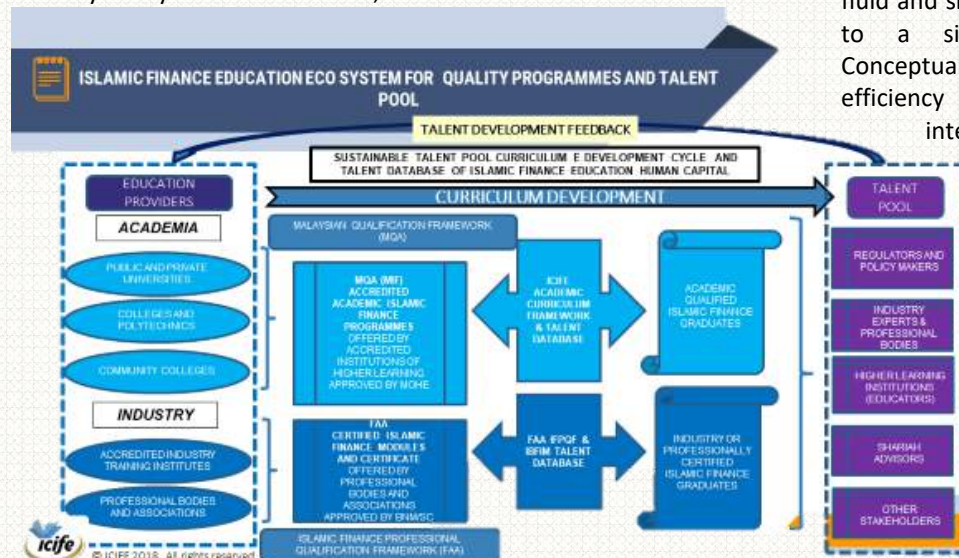 fluid and s
to a si
Conceptua
efficiency
inte
ISLAMIC FINANCE EDUCATION ECO SYSTEM FOR QUALITY PROGRAMMES AND TALENT
POOL
TALENT DEVELOPMENT FEEDBACK
SUSTAINABLE TALENT POOL CURRICULUM E DEVELOPMENT CYCLE AND
TALENT DATABASE OF ISLAMIC FINANCE EDUCATION HUMAN CAPITAL
CURRICULUM DEVELOPMENT
EDUCATION
PROVIDERS
ACADEMIA
PUBLIC AND PRIVATE
UNIVERSITIES
COLLEGES AND
POLYTECHNICS
COMMUNITY COLLEGES
INDUSTRY
ACCREDITED INDUSTRY
TRAINING INSTITUTES
PROFESSIONAL BODIES
AND ASSOCIATIONS
MALAYSIAN QUALIFICATION FRAMEWORK
(MQA)
MQA (MIF)
ACCREDITED
ACADEMIC ISLAMIC
FINANCE
PROGRAMMES
OFFERED BY
ACCREDITED
INSTITUTIONS OF
HIGHER LEARNING
APPROVED BY MOHE
ICIFE
ACADEMIC
CURRICULUM
FRAMEWORK
& TALENT
DATABASE
ACADEMIC
QUALIFIED
ISLAMIC FINANCE
GRADUATES
FAA
CERTIFIED ISLAMIC
FINANCE MODULES
AND CERTIFICATE
OFFERED BY
PROFESSIONAL
BODIES AND
ASSOCIATIONS
APPROVED BY BNM/SC
FAA IFPQF &
IBFIM TALENT
DATABASE
INDUSTRY OR
PROFESSIONALLY
CERTIFIED
ISLAMIC FINANCE
GRADUATES
ISLAMIC FINANCE PROFESSIONAL
QUALIFICATION FRAMEWORK (FAA)
TALENT
POOL
REGULATORS AND
POLICY MAKERS
INDUSTRY
EXPERTS &
PROFESSIONAL
BODIES
HIGHER LEARNING
INSTITUTIONS
(EDUCATORS)
SHARIAH
ADVISORS
OTHER
STAKEHOLDERS
icife
© ICIFE 2018. All rights reserved